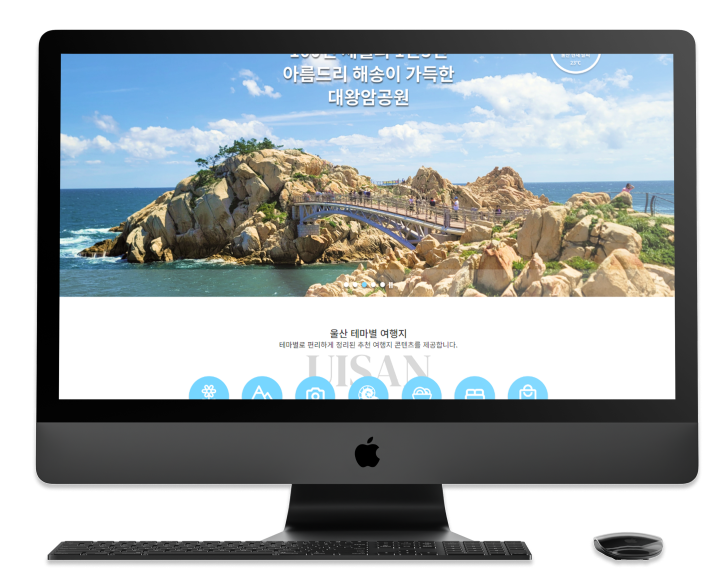 아름드리 해송이 가득한
대왕암공원
23℃
울산 테마별 여행지
테마별로 편리하게 정리된 추천 여행지 콘텐츠를 제공합니다.
UlSAN